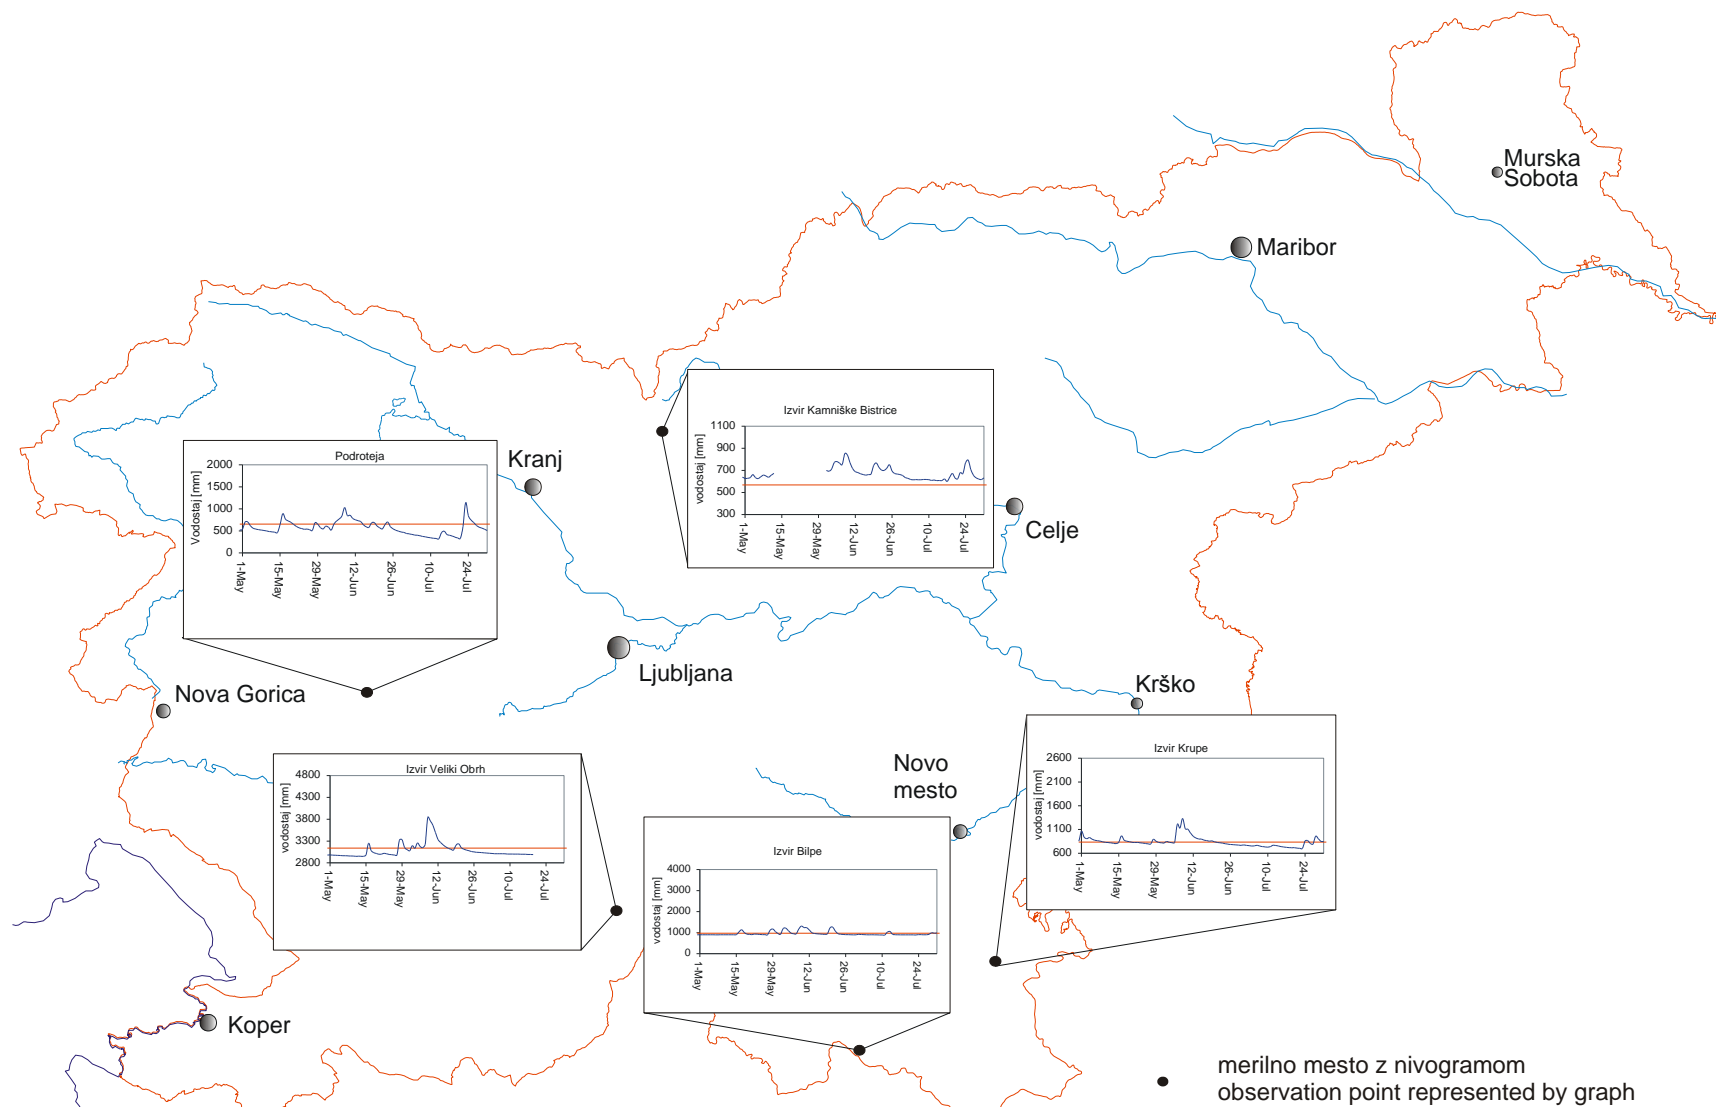 Murska
Sobota
Maribor
Izvir Kamniške Bistrice
vopostaj [mm]
1100
900
700
500
300
1-May
15-May
29-May
12-Jun
26-Jun
10-Jul
24-Jul
Podroteja
Vopostaj [mm]
2000
1500
1000
500
0
1-May
15-May
29-May
12-Jun
26-Jun
10-Jul
24-Jul
Kranj
Celje
Ljubljana
Nova Gorica
Krško
Izvir Veliki Obrh
vopostaj [mm]
4800
4300
3800
3300
2800
1-May
15-May
29-May
12-Jun
26-Jun
10-Jul
24-Jul
Novo
mesto
Izvir Krupe
vodostaj [mm]
2600
2100
1600
1100
600
1-May
15-May
29-May
12-Jun
26-Jun
10-Jul
24-Jul
Izvir Bilpe
vopostaj [mm]
4000
3000
2000
1000
0
1-May
15-May
29-May
12-Jun
26-Jun
10-Jul
24-Jul
Koper
merilno mesto z nivogramom
observation point represented by graph